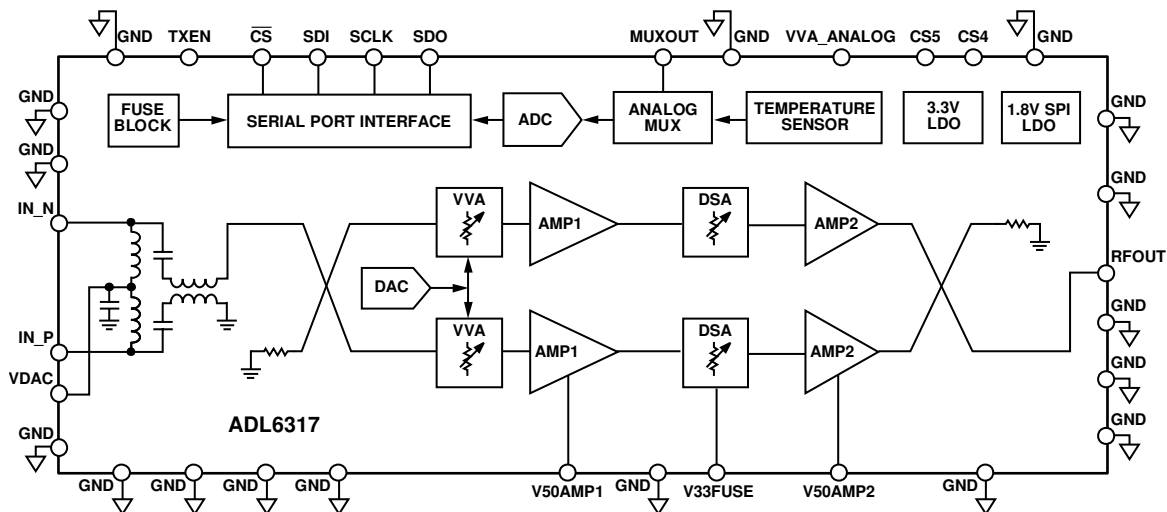 GND
TXEN
CS
SDI
SCLK
SDO
MUXOUT
GND
VVA_ANALOG
CS5
CS4
GND
GND
GND
FUSE
BLOCK
SERIAL PORT INTERFACE
ADC
ANALOG
MUX
TEMPERATURE
SENSOR
3.3V
LDO
1.8V SPI
LDO
GND
GND
IN_N
VVA
AMP1
DSA
AMP2
RFOUT
DAC
IN_P
VVA
AMP1
DSA
AMP2
GND
VDAC
GND
ADL6317
GND
GND
GND
GND
GND
GND
V50AMP1
GND
V33FUSE
V50AMP2
GND